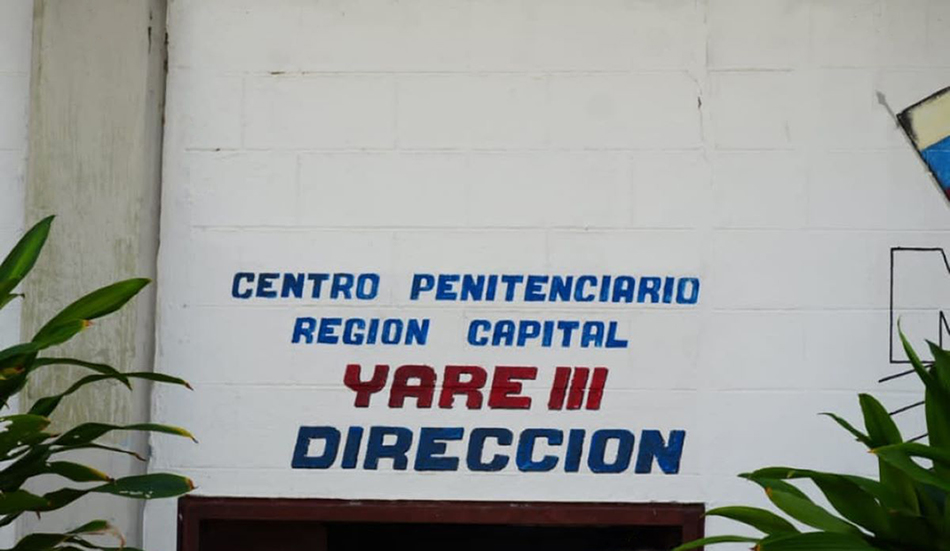 CENTRO PENITENCIARIO
REGION CAPITAL
YARE III
DIRECCION